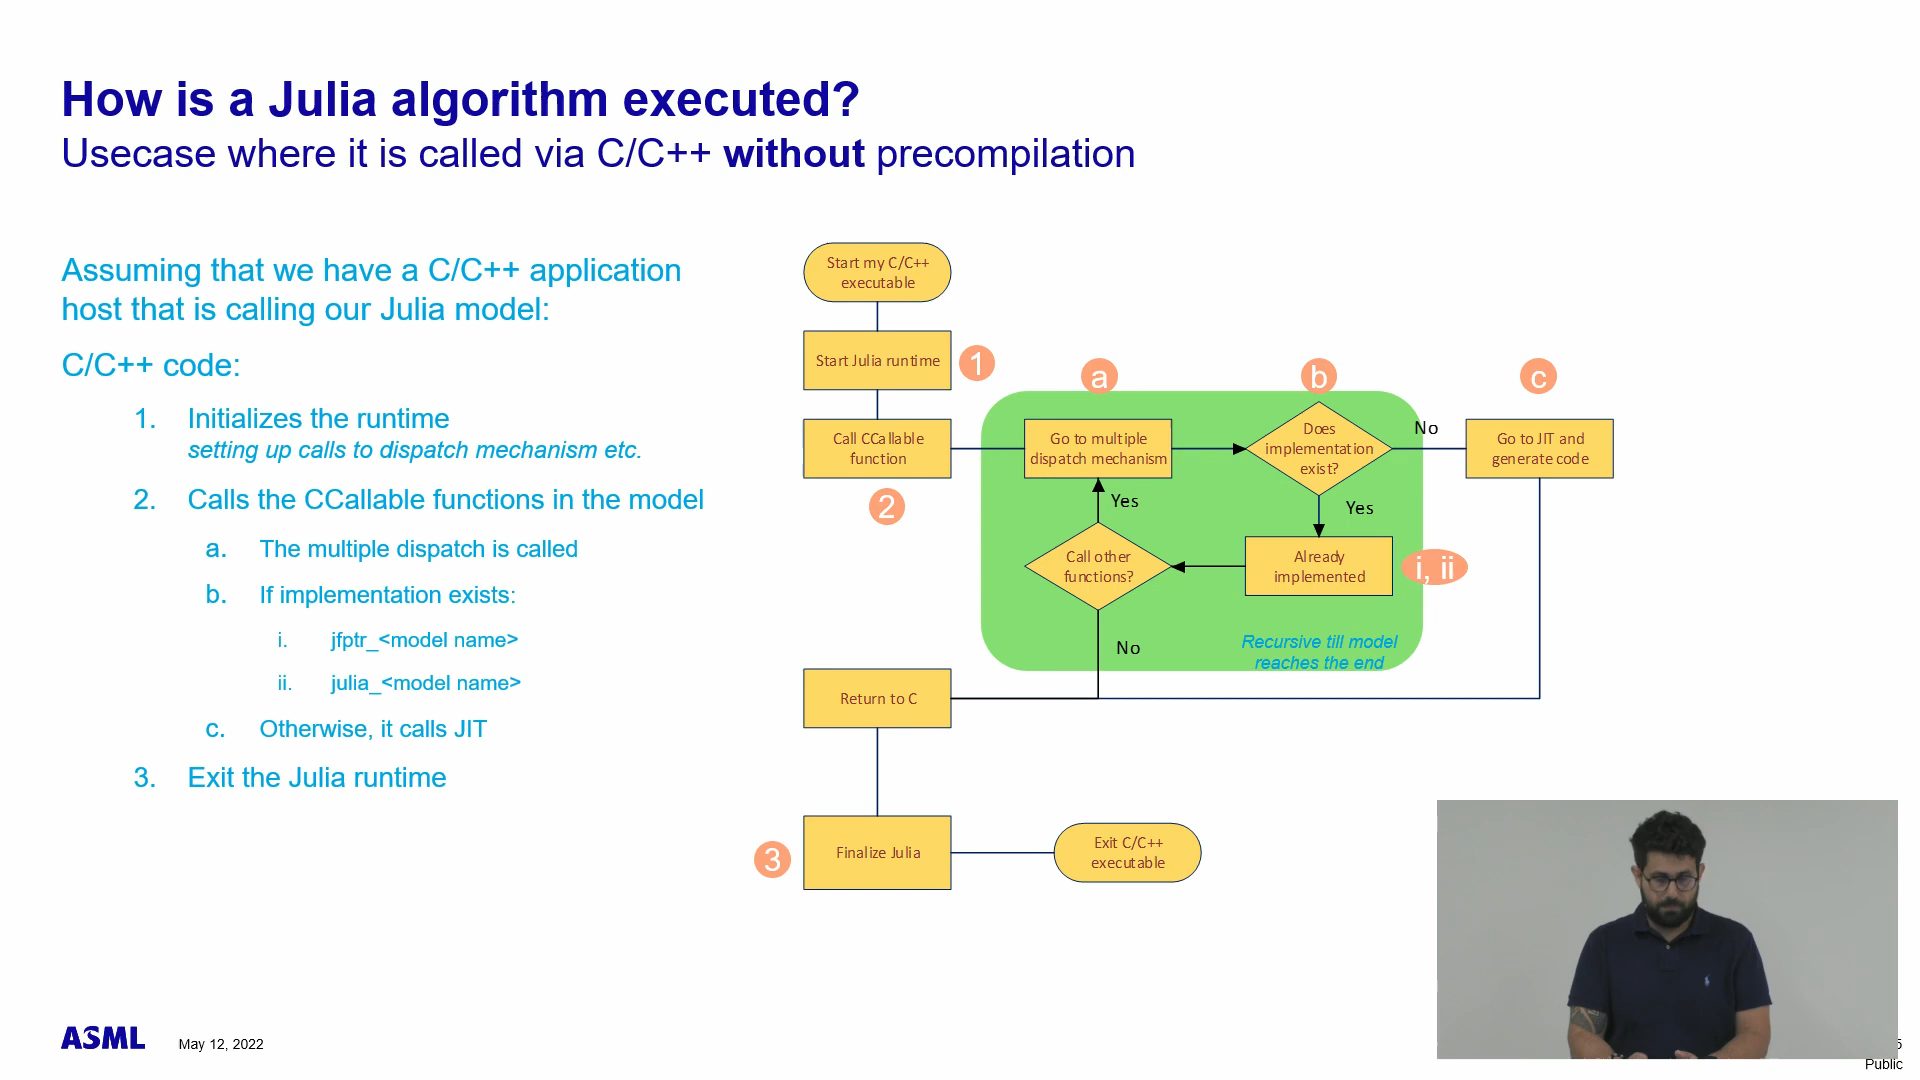 How is a Julia algorithm executed?
Usecase where it is called via C/C++ without precompilation
Assuming that we have a C/C++ application
host that is calling our Julia model:
C/C++ code:
1. Initializes the runtime
setting up calls to dispatch mechanism etc.
2. Calls the CCallable functions in the model
a. The multiple dispatch is called
b. If implementation exists:
i. jfptr_<model name>
ii. julia_<model name>
c. Otherwise, it calls JIT
3. Exit the Julia runtime
Start my C/C++
executable
Start Julia runtime
1
Call CCallable
function
2
a
Go to multiple
dispatch mechanism
b
Does
implementation
exist?
No
c
Go to JIT and
generate code
Yes
Yes
Call other
functions?
Already
implemented
i, ii
Recursive till model
reaches the end
No
Return to C
3
Finalize Julia
Exit C/C++
executable
ASML
May 12, 2022
Public